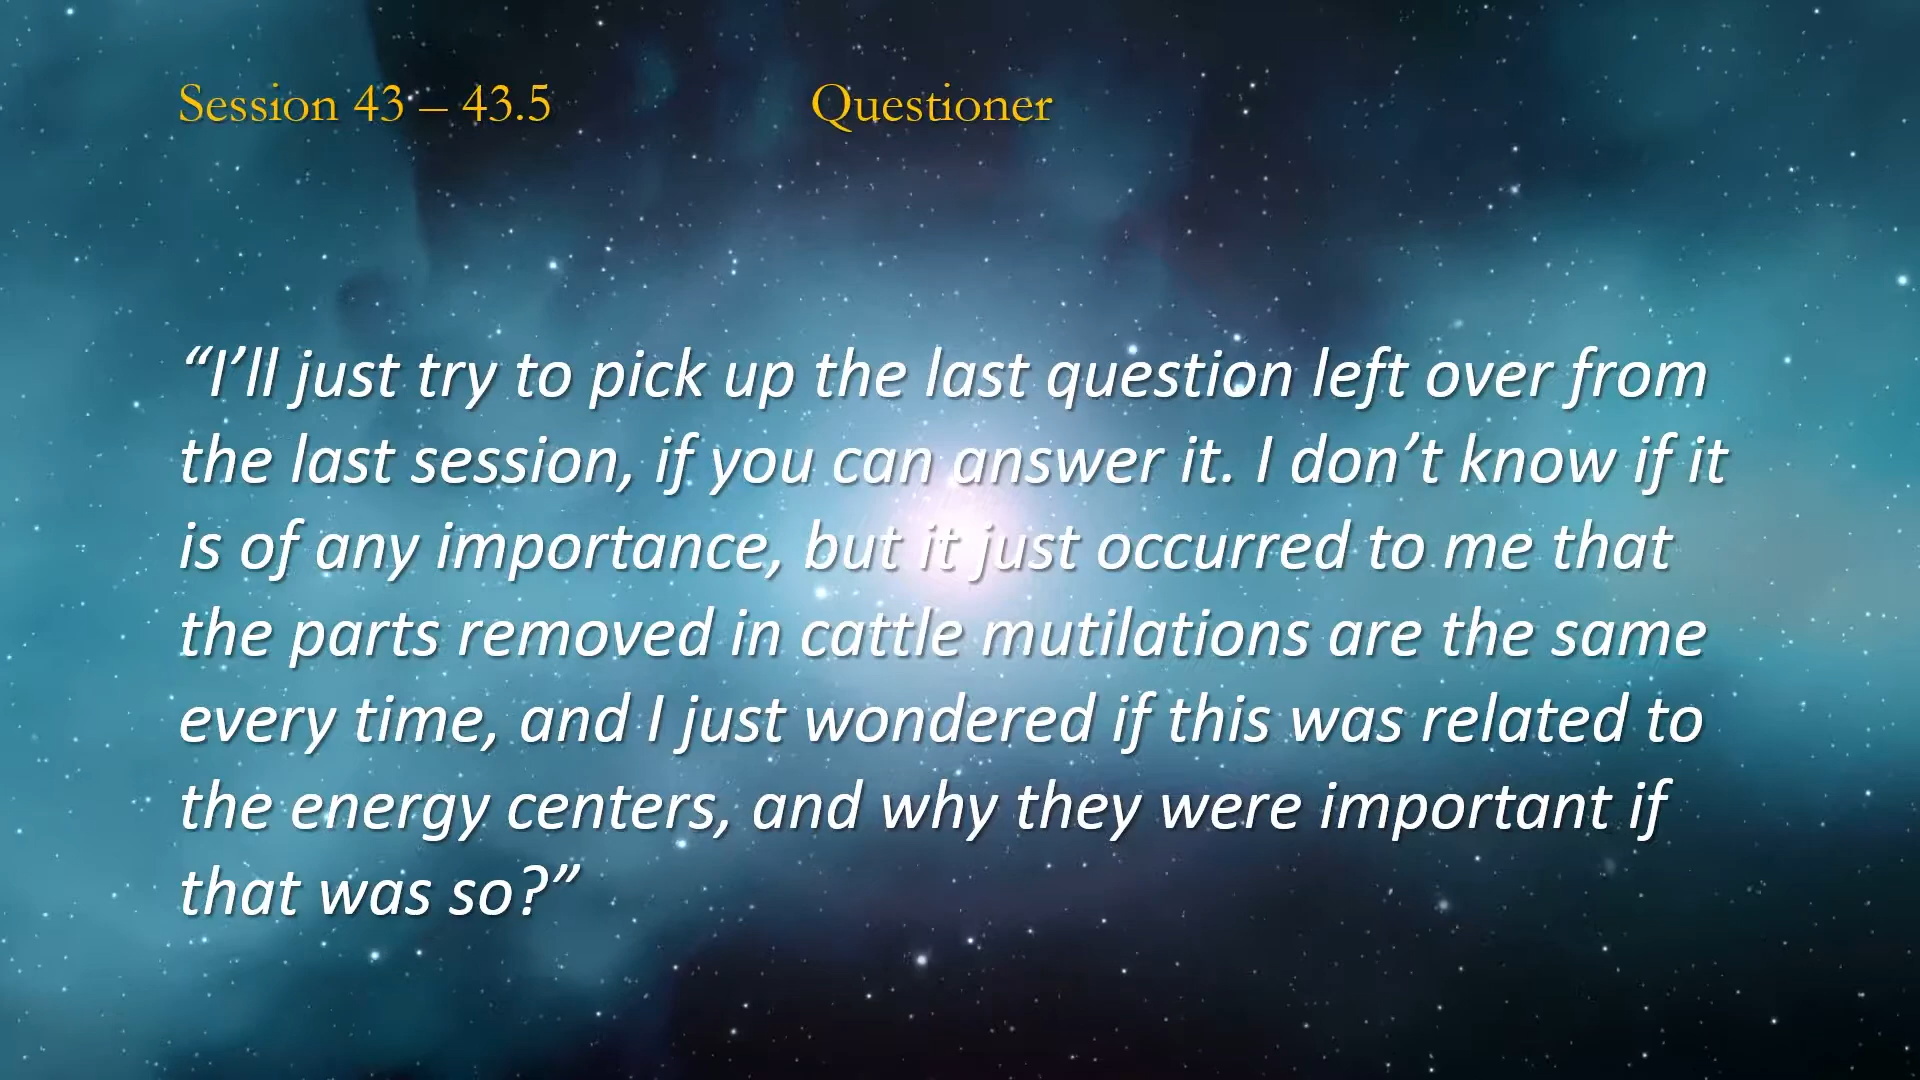 Session 43 – 43.5 Questioner
“I’ll just try to pick up the last question left over from
the last session, if you can answer it. I don’t know if it
is of any importance, but it just occurred to me that
the parts removed in cattle mutilations are the same
every time, and I just wondered if this was related to
the energy centers, and why they were important if
that was so?”